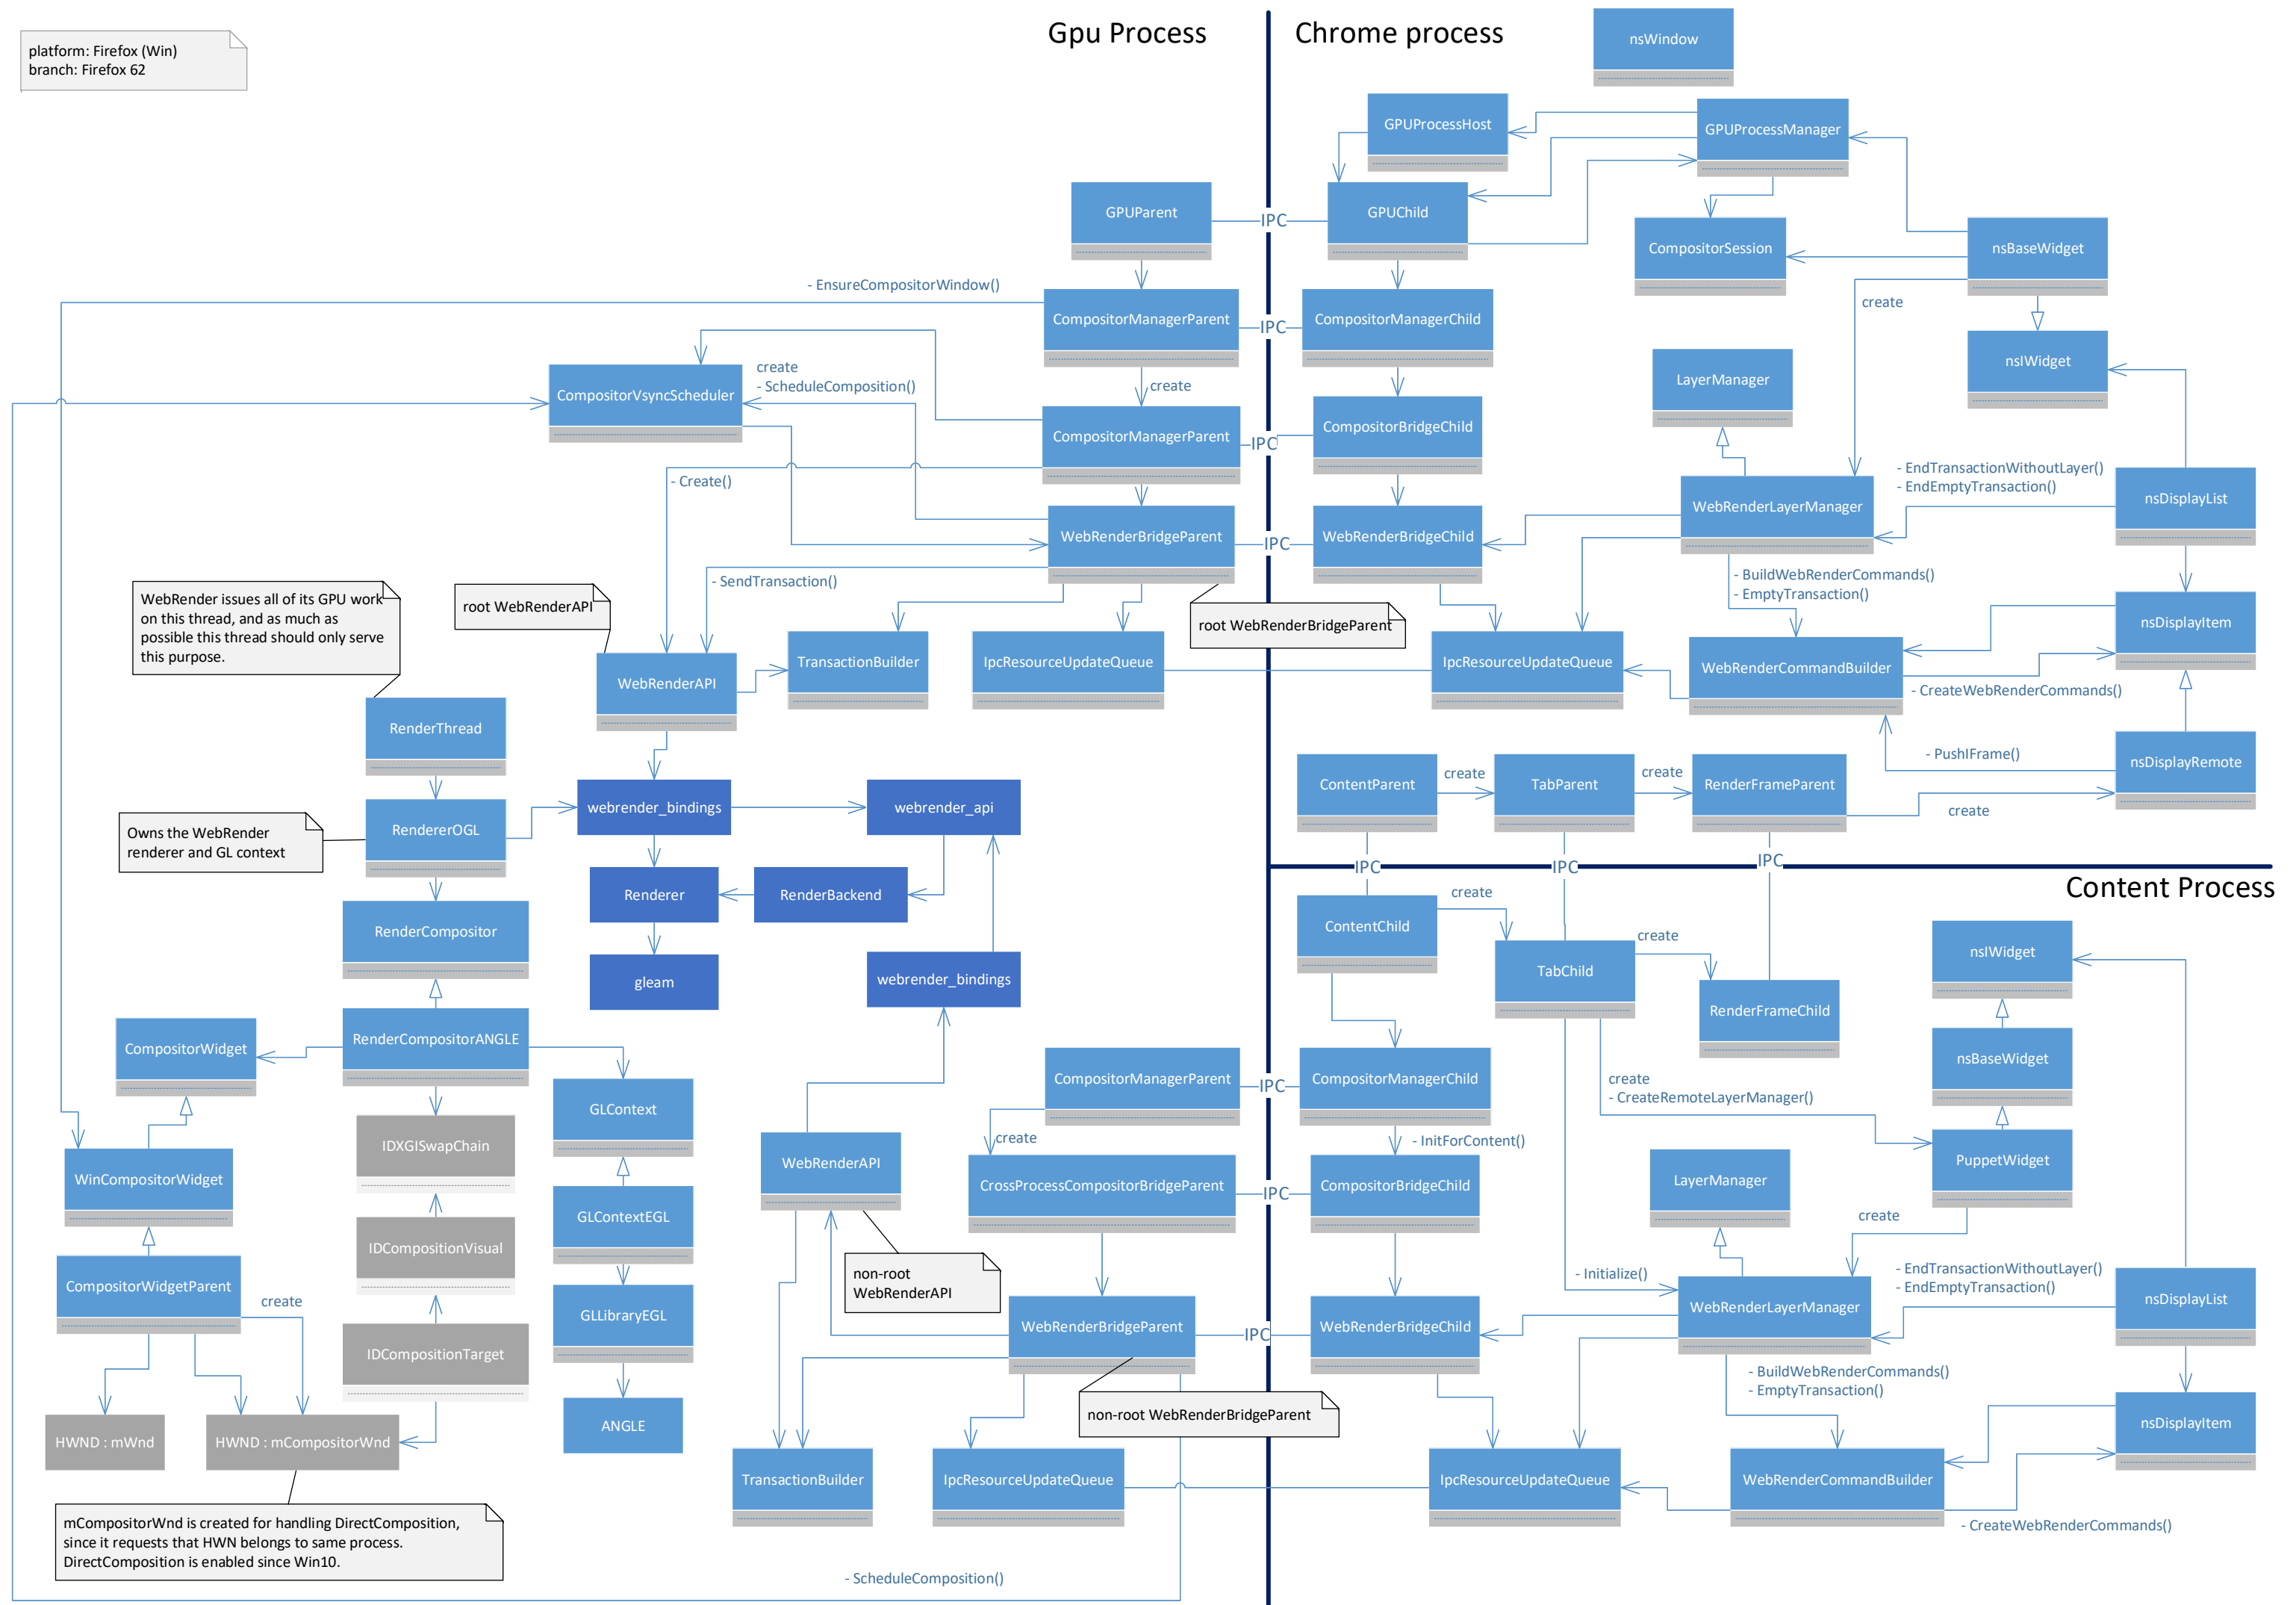 platform: Firefox (Win)
branch: Firefox 62
Gpu Process
Chrome process
nsWindow
GPUProcessHost
GPUProcessManager
GPUParent
IPC
GPUChild
CompositorSession
nsBaseWidget
- EnsureCompositorWindow()
create
CompositorManagerParent
IPC
CompositorManagerChild
nsIWidget
LayerManager
create
- ScheduleComposition()
create
CompositorVsyncScheduler
CompositorManagerParent
IPC
CompositorBridgeChild
- Create()
- EndTransactionWithoutLayer()
- EndEmptyTransaction()
nsDisplayList
WebRenderLayerManager
WebRenderBridgeParent
IPC
WebRenderBridgeChild
- SendTransaction()
- BuildWebRenderCommands()
- EmptyTransaction()
WebRender issues all of its GPU work
on this thread, and as much as
possible this thread should only serve
this purpose.
root WebRenderAPI
root WebRenderBridgeParent
nsDisplayItem
WebRenderAPI
TransactionBuilder
IpcResourceUpdateQueue
IpcResourceUpdateQueue
WebRenderCommandBuilder
- CreateWebRenderCommands()
RenderThread
- PushIFrame()
nsDisplayRemote
ContentParent
create
TabParent
create
RenderFrameParent
create
webrender_bindings
webrender_api
Owns the WebRender
renderer and GL context
RendererOGL
IPC
IPC
IPC
Renderer
RenderBackend
Content Process
create
RenderCompositor
ContentChild
create
nsIWidget
gleam
webrender_bindings
TabChild
RenderFrameChild
CompositorWidget
RenderCompositorANGLE
nsBaseWidget
CompositorManagerParent
IPC
CompositorManagerChild
create
- CreateRemoteLayerManager()
GLContext
IDXGISwapChain
create
- InitForContent()
WebRenderAPI
PuppetWidget
WinCompositorWidget
CrossProcessCompositorBridgeParent
IPC
CompositorBridgeChild
LayerManager
GLContextEGL
create
IDCompositionVisual
non-root
WebRenderAPI
- Initialize()
- EndTransactionWithoutLayer()
- EndEmptyTransaction()
CompositorWidgetParent
create
nsDisplayList
GLLibraryEGL
WebRenderLayerManager
WebRenderBridgeParent
IPC
WebRenderBridgeChild
IDCompositionTarget
- BuildWebRenderCommands()
- EmptyTransaction()
non-root WebRenderBridgeParent
nsDisplayItem
HWND : mWnd
HWND : mCompositorWnd
ANGLE
TransactionBuilder
IpcResourceUpdateQueue
IpcResourceUpdateQueue
WebRenderCommandBuilder
- CreateWebRenderCommands()
mCompositorWnd is created for handling DirectComposition,
since it requests that HWN belongs to same process.
DirectComposition is enabled since Win10.
- ScheduleComposition()